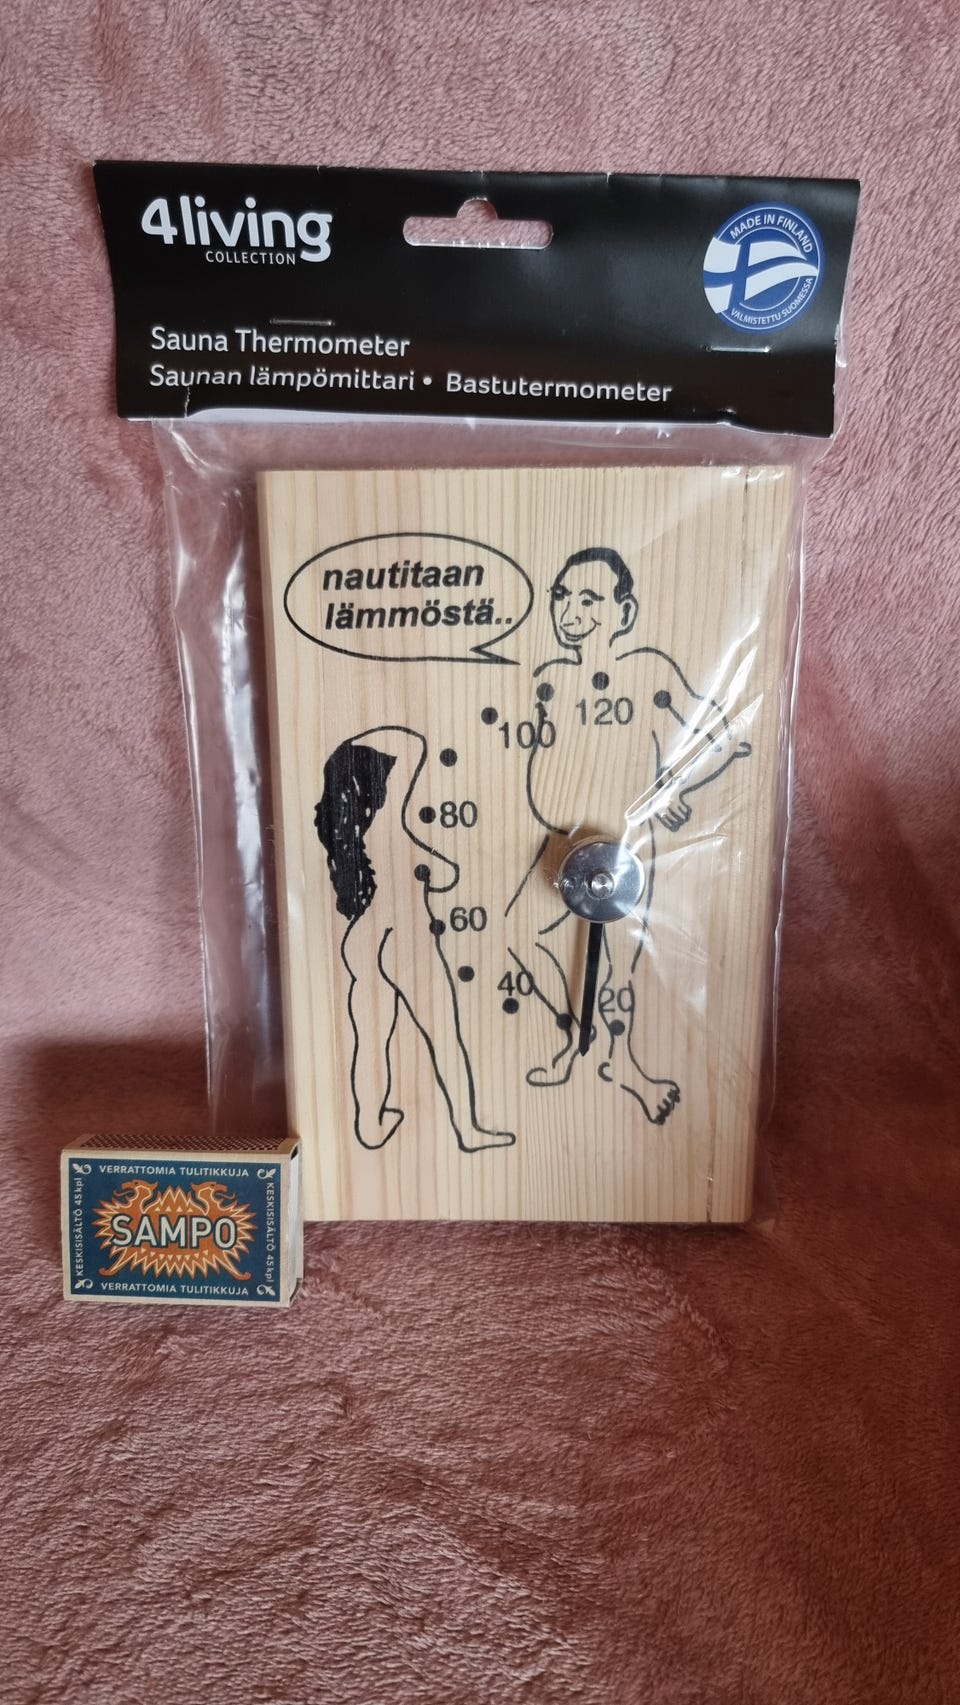 4living
COLLECTION
MADE IN FINLAND
VALMISTETTU SUOMESSA
Sauna Thermometer
Saunan lämpömittari • Bastutermometer
nautitaan
lämmöstä..
120
100
80
60
40
20
VERRATTOMIA TULITIKKUJA
KESKISISÄLTÖ 45 kpl
SAMPO
KESKISISÄLTÖ 45 kpl
VERRATTOMIA TULITIKKUJA